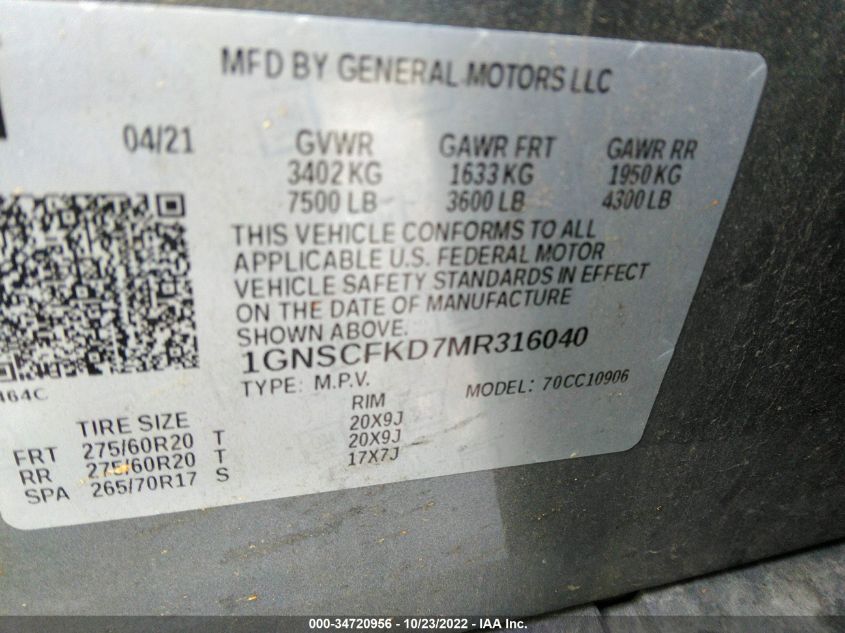 MFD BY GENERAL MOTORS LLC
04/21 GVWR GAWR FRT GAWR RR
3402 KG 1633 KG 1950 KG
7500 LB 3600 LB 4300 LB
THIS VEHICLE CONFORMS TO ALL
APPLICABLE U.S. FEDERAL MOTOR
VEHICLE SAFETY STANDARDS IN EFFECT
ON THE DATE OF MANUFACTURE
SHOWN ABOVE.
1GNSCFKD7MR316040
TYPE: M.P.V. MODEL: 70CC10906
TIRE SIZE RIM
FRT 275/60R20 T 20X9J
RR 275/60R20 T 20X9J
SPA 265/70R17 S 17X7J
000-34720956 - 10/23/2022 - IAA Inc.